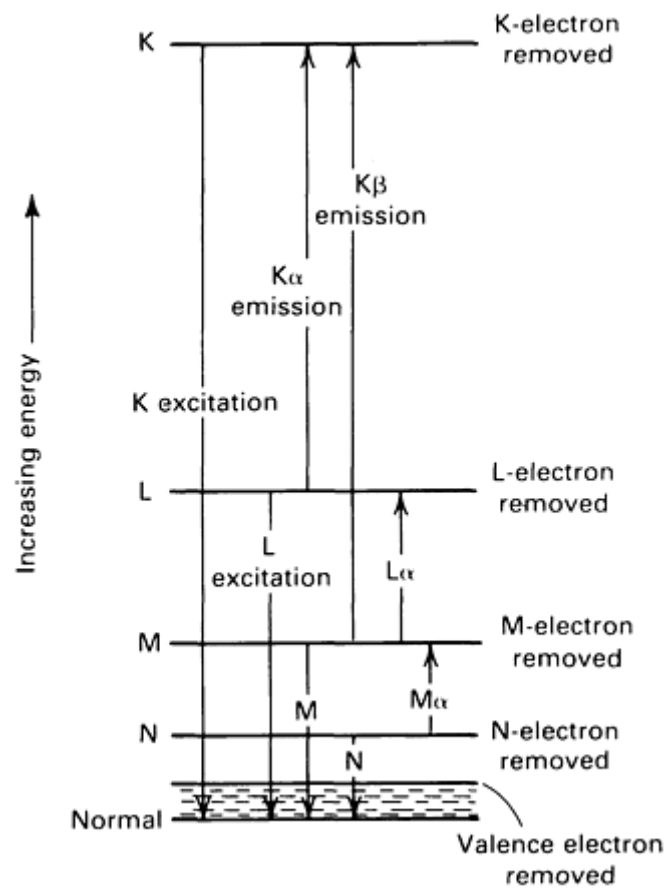 K
K-electron
removed
Kβ
emission
Kα
emission
Increasing energy
K excitation
L
L-electron
removed
L
excitation
Lα
M
M-electron
removed
M
Mα
N
N-electron
removed
N
Normal
Valence electron
removed